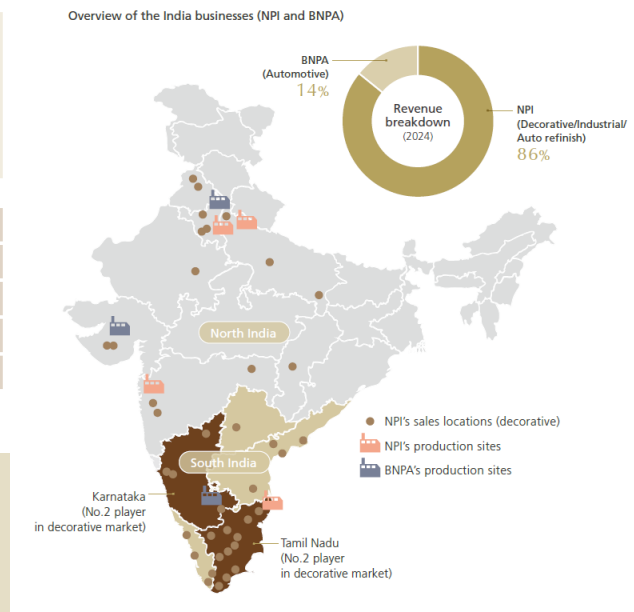 Overview of the India businesses (NPI and BNPA)
BNPA
(Automotive)
14%
Revenue
breakdown
(2024)
NPI
(Decorative/Industrial/
Auto refinish)
86%
North India
South India
NPI's sales locations (decorative)
NPI's production sites
BNPA's production sites
Karnataka
(No.2 player
in decorative market)
Tamil Nadu
(No.2 player
in decorative market)